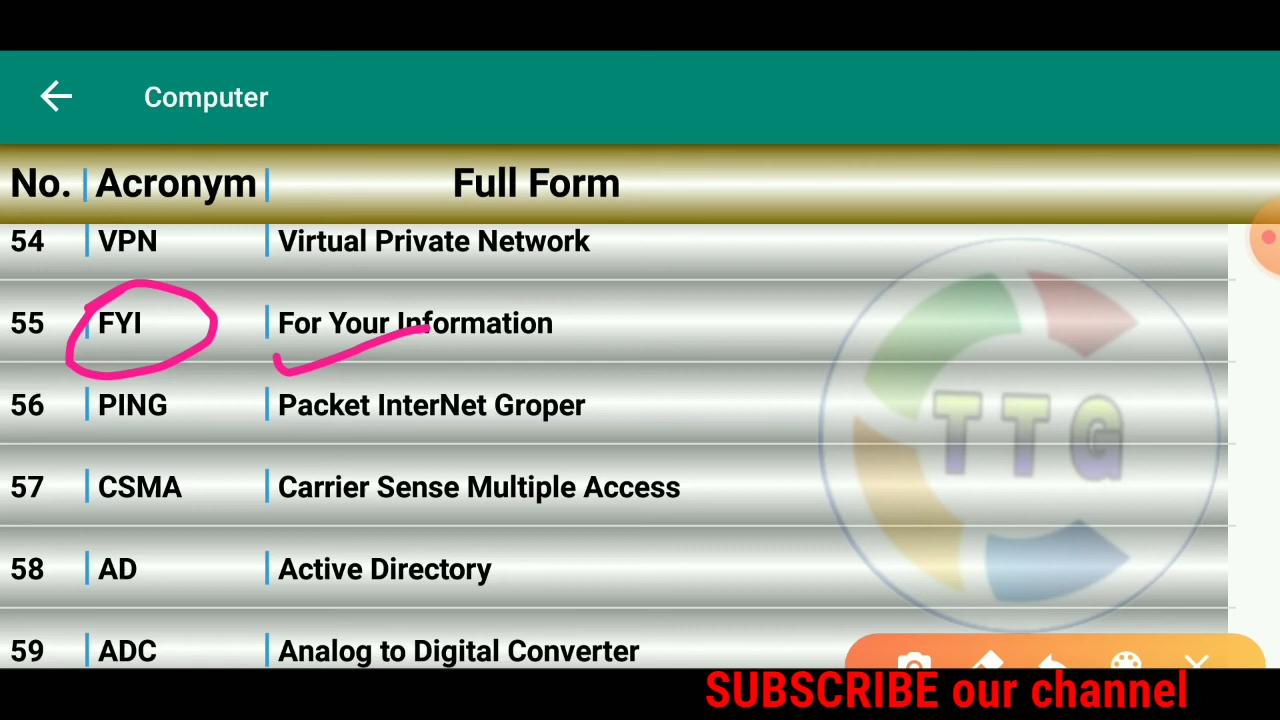 Computer
No. Acronym Full Form
54 VPN Virtual Private Network
55 FYI For Your Information
56 PING Packet InterNet Groper
57 CSMA Carrier Sense Multiple Access
58 AD Active Directory
59 ADC Analog to Digital Converter
TTG
SUBSCRIBE our channel